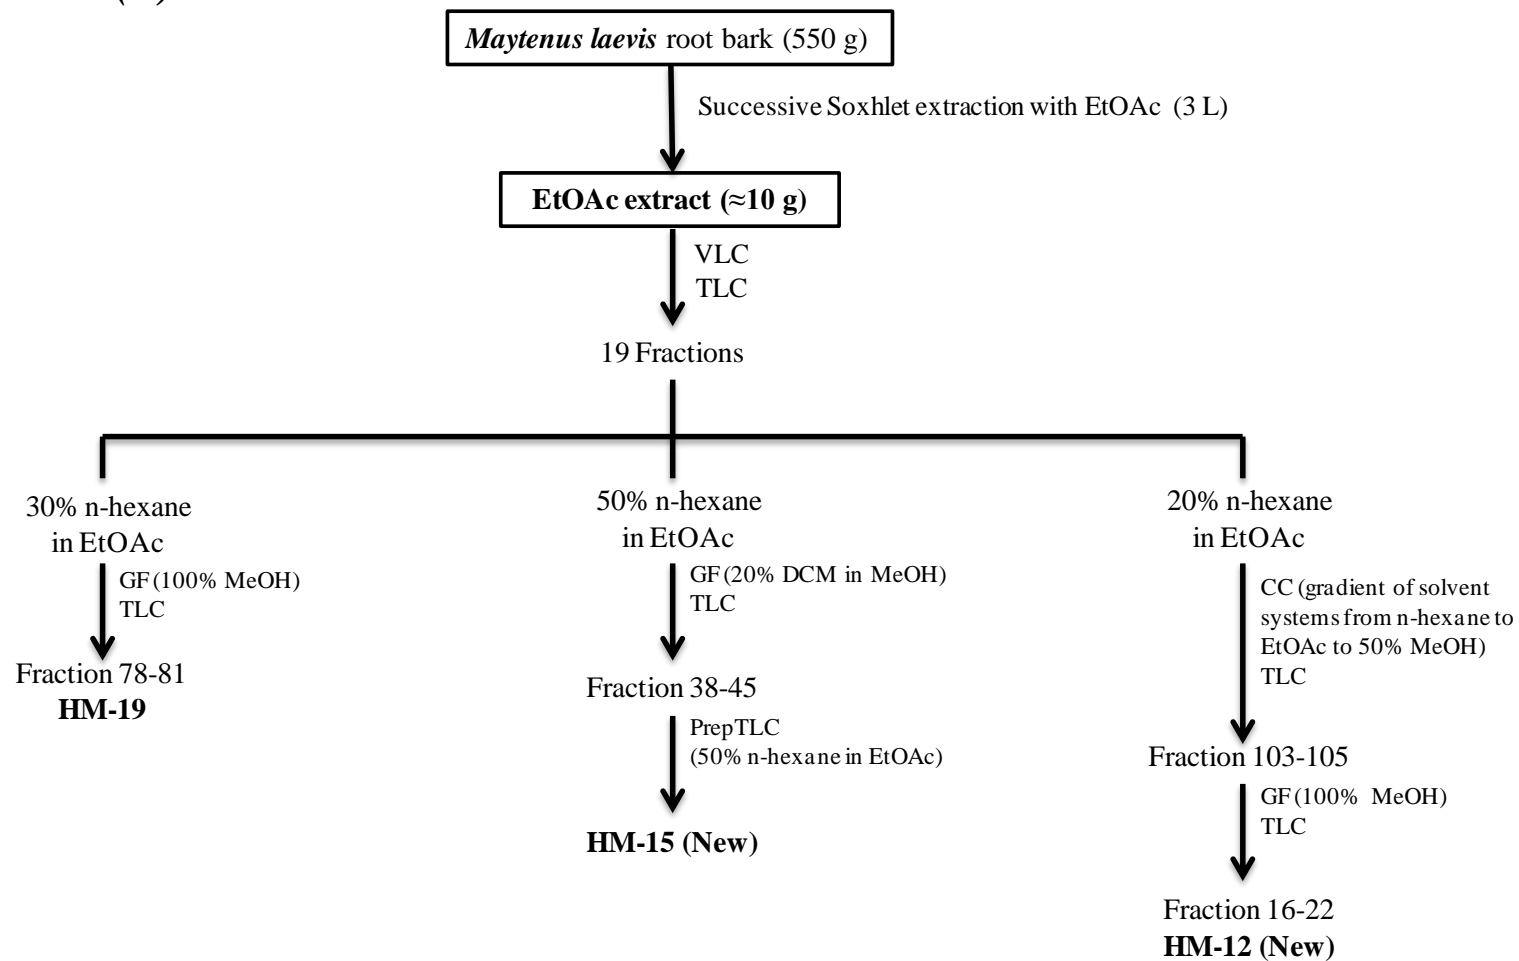 Maytenus laevis root bark (550 g)
Successive Soxhlet extraction with EtOAc (3 L)
EtOAc extract (≈10 g)
VLC
TLC
19 Fractions
30% n-hexane
in EtOAc
GF (100% MeOH)
TLC
Fraction 78-81
HM-19
50% n-hexane
in EtOAc
GF (20% DCM in MeOH)
TLC
Fraction 38-45
PrepTLC
(50% n-hexane in EtOAc)
HM-15 (New)
20% n-hexane
in EtOAc
CC (gradient of solvent
systems from n-hexane to
EtOAc to 50% MeOH)
TLC
Fraction 103-105
GF (100% MeOH)
TLC
Fraction 16-22
HM-12 (New)